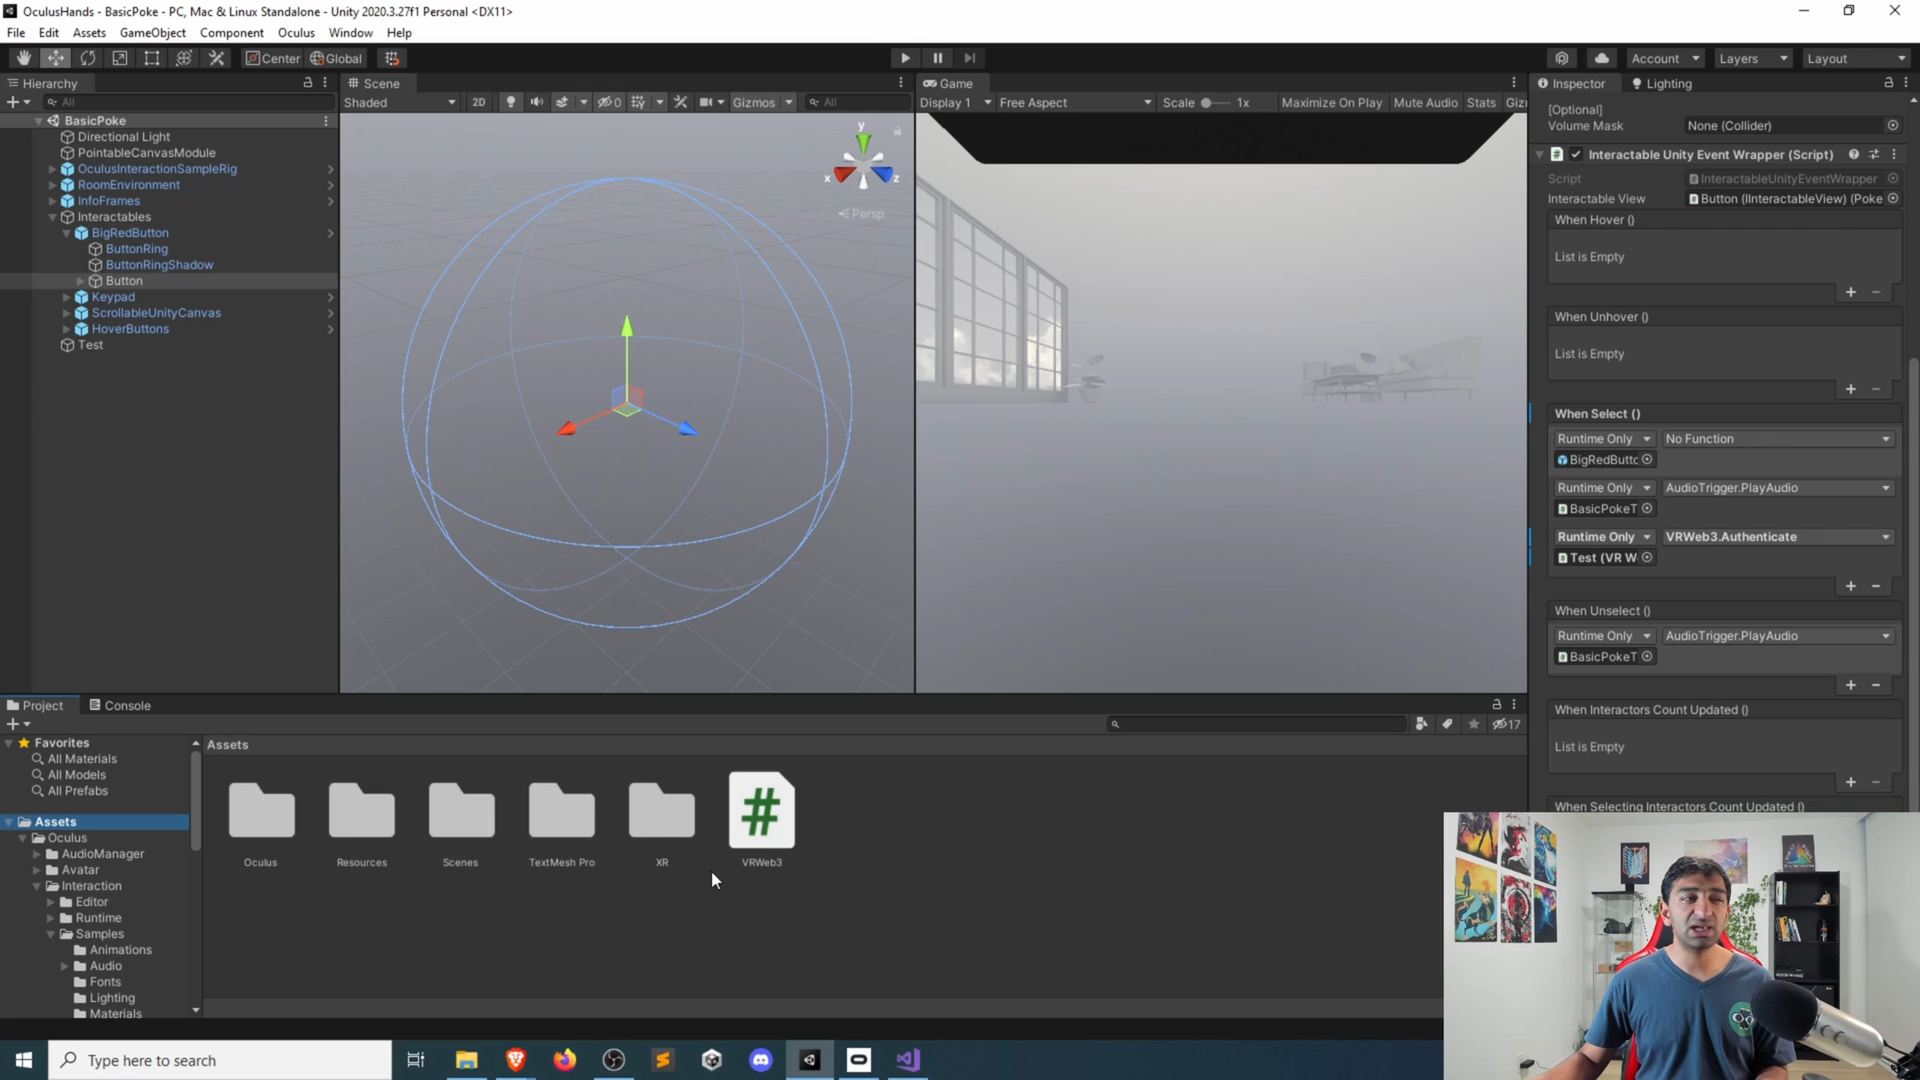 OculusHands - BasicPoke - PC, Mac & Linux Standalone - Unity 2020.3.27f1 Personal <DX11>
File Edit Assets GameObject Component Oculus Window Help
Center Global
Account Layers Layout
Hierarchy
All
BasicPoke
Directional Light
PointableCanvasModule
OculusInteractionSampleRig
RoomEnvironment
InfoFrames
Interactables
BigRedButton
ButtonRing
ButtonRingShadow
Button
Keypad
ScrollableUnityCanvas
HoverButtons
Test
Scene
Shaded 2D 0 Gizmos All
y
x
z
Persp
Game
Display 1 Free Aspect Scale 1x Maximize On Play Mute Audio Stats Giz
Inspector Lighting
[Optional]
Volume Mask None (Collider)
Interactable Unity Event Wrapper (Script)
Script InteractableUnityEventWrapper
Interactable View Button (IInteractableView) (Poke
When Hover ()
List is Empty
When Unhover ()
List is Empty
When Select ()
Runtime Only No Function
BigRedButtc
Runtime Only AudioTrigger.PlayAudio
BasicPokeT
Runtime Only VRWeb3.Authenticate
Test (VR W
When Unselect ()
Runtime Only AudioTrigger.PlayAudio
BasicPokeT
When Interactors Count Updated ()
List is Empty
When Selecting Interactors Count Updated ()
Project Console
17
Favorites
All Materials
All Models
All Prefabs
Assets
Oculus
AudioManager
Avatar
Interaction
Editor
Runtime
Samples
Animations
Audio
Fonts
Lighting
Materials
Assets
Oculus Resources Scenes TextMesh Pro XR VRWeb3
Type here to search